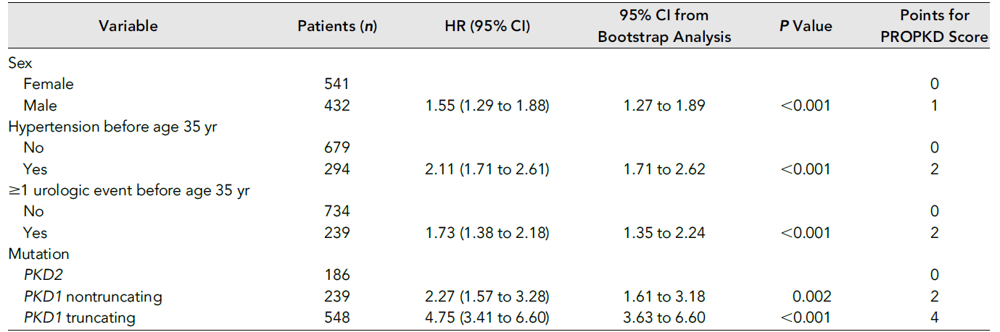 Variable Patients (n) HR (95% CI) 95% CI from Bootstrap Analysis P Value Points for PROPKD Score
Sex
Female 541 0
Male 432 1.55 (1.29 to 1.88) 1.27 to 1.89 <0.001 1
Hypertension before age 35 yr
No 679 0
Yes 294 2.11 (1.71 to 2.61) 1.71 to 2.62 <0.001 2
≥1 urologic event before age 35 yr
No 734 0
Yes 239 1.73 (1.38 to 2.18) 1.35 to 2.24 <0.001 2
Mutation
PKD2 186 0
PKD1 nontruncating 239 2.27 (1.57 to 3.28) 1.61 to 3.18 0.002 2
PKD1 truncating 548 4.75 (3.41 to 6.60) 3.63 to 6.60 <0.001 4